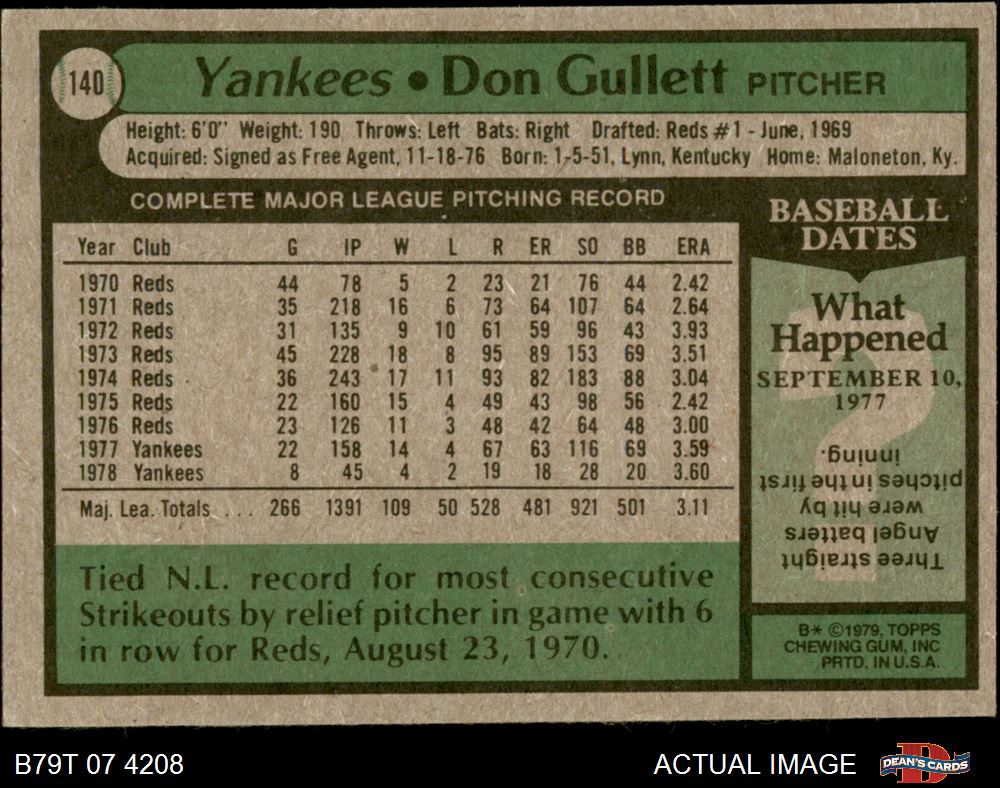 140 Yankees • Don Gullett PITCHER
Height: 6'0" Weight: 190 Throws: Left Bats: Right Drafted: Reds #1 - June, 1969
Acquired: Signed as Free Agent, 11-18-76 Born: 1-5-51, Lynn, Kentucky Home: Maloneton, Ky.
COMPLETE MAJOR LEAGUE PITCHING RECORD
Year Club G IP W L R ER SO BB ERA
1970 Reds 44 78 5 2 23 21 76 44 2.42
1971 Reds 35 218 16 6 73 64 107 64 2.64
1972 Reds 31 135 9 10 61 59 96 43 3.93
1973 Reds 45 228 18 8 95 89 153 69 3.51
1974 Reds 36 243 17 11 93 82 183 88 3.04
1975 Reds 22 160 15 4 49 43 98 56 2.42
1976 Reds 23 126 11 3 48 42 64 48 3.00
1977 Yankees 22 158 14 4 67 63 116 69 3.59
1978 Yankees 8 45 4 2 19 18 28 20 3.60
Maj. Lea. Totals ... 266 1391 109 50 528 481 921 501 3.11
Tied N.L. record for most consecutive
Strikeouts by relief pitcher in game with 6
in row for Reds, August 23, 1970.
BASEBALL
DATES
What
Happened
SEPTEMBER 10,
1977
?
Three straight
Angel batters
were hit by
pitches in the first
inning.
B* ©1979, TOPPS
CHEWING GUM, INC
PRTD. IN U.S.A.
B79T 07 4208
ACTUAL IMAGE
D
DEAN'S CARDS